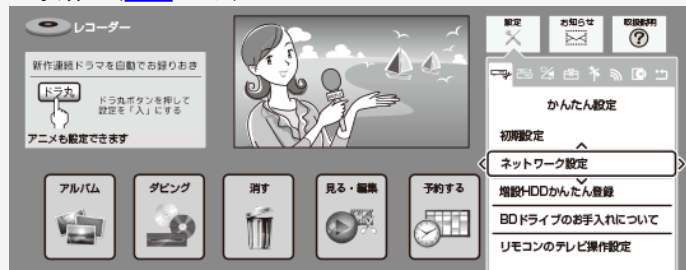 レコーダー
新作連続ドラマを自動でお録りおき
ドラ丸
ドラ丸ボタンを押して
設定を「入」にする
アニメも設定できます
アルバム
ダビング
消す
見る・編集
予約する
設定
お知らせ
取扱説明
かんたん設定
初期設定
ネットワーク設定
増設HDDかんたん登録
BDドライブのお手入れについて
リモコンのテレビ操作設定